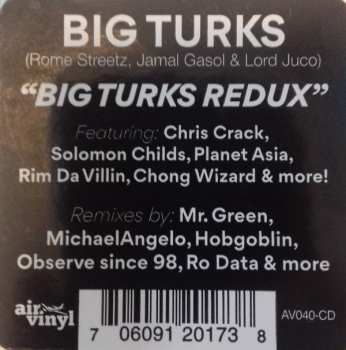 BIG TURKS
(Rome Streetz, Jamal Gasol & Lord Juco)
“BIG TURKS REDUX”
Featuring: Chris Crack,
Solomon Childs, Planet Asia,
Rim Da Villin, Chong Wizard & more!
Remixes by: Mr. Green,
MichaelAngelo, Hobgoblin,
Observe since 98, Ro Data & more
air
vinyl
AV040-CD
7 06091 20173 8